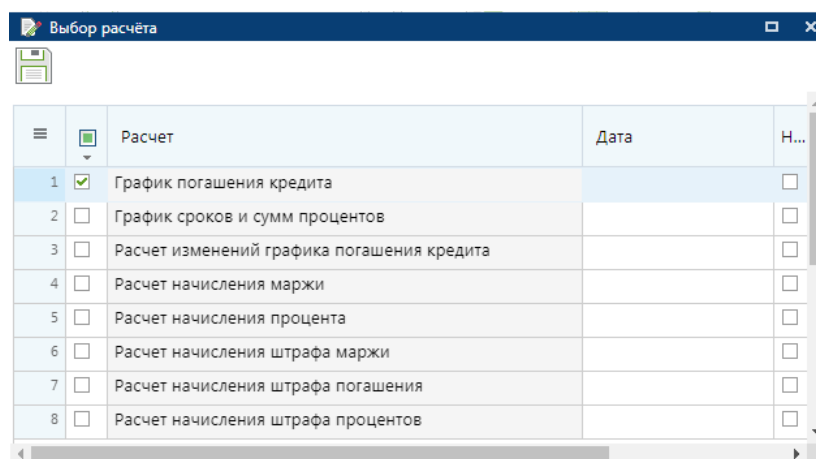 Выбор расчёта
Расчет Дата Н...
1 График погашения кредита
2 График сроков и сумм процентов
3 Расчет изменений графика погашения кредита
4 Расчет начисления маржи
5 Расчет начисления процента
6 Расчет начисления штрафа маржи
7 Расчет начисления штрафа погашения
8 Расчет начисления штрафа процентов